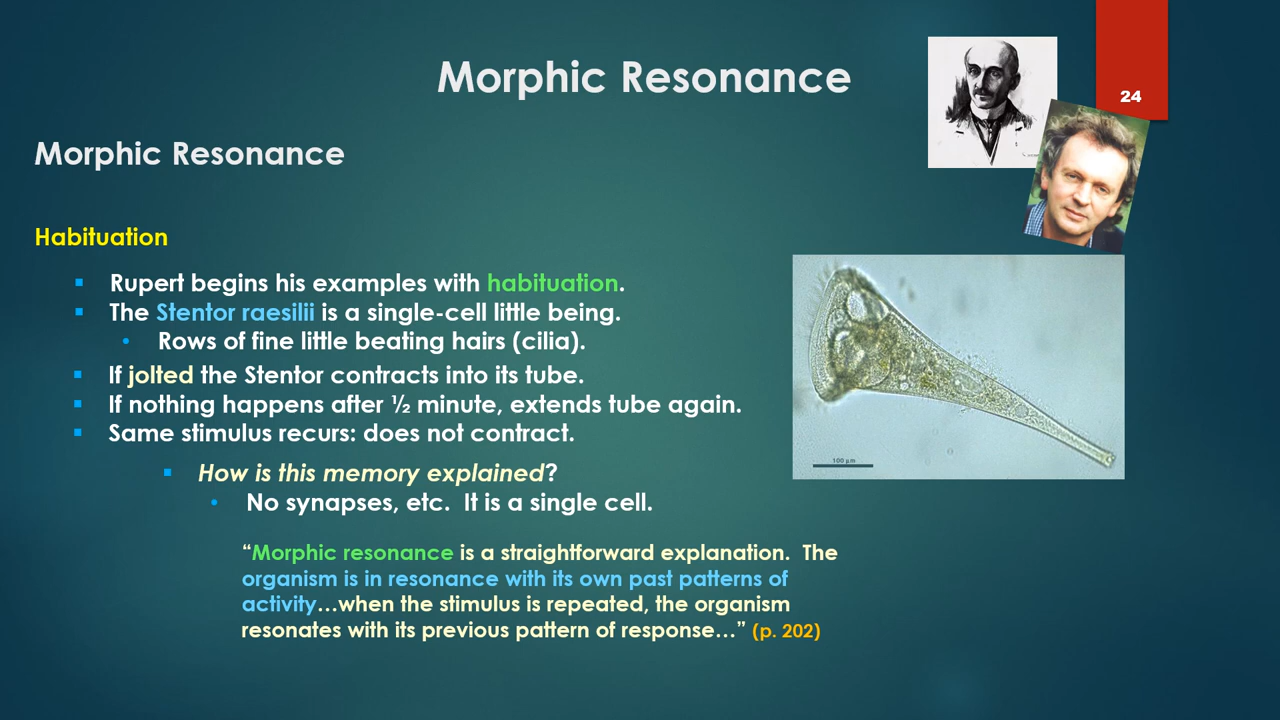 Morphic Resonance
24
Morphic Resonance
Habituation
▪ Rupert begins his examples with habituation.
▪ The Stentor raesilii is a single-cell little being.
• Rows of fine little beating hairs (cilia).
▪ If jolted the Stentor contracts into its tube.
▪ If nothing happens after ½ minute, extends tube again.
▪ Same stimulus recurs: does not contract.
▪ How is this memory explained?
• No synapses, etc. It is a single cell.
“Morphic resonance is a straightforward explanation. The
organism is in resonance with its own past patterns of
activity…when the stimulus is repeated, the organism
resonates with its previous pattern of response…” (p. 202)
100 µm